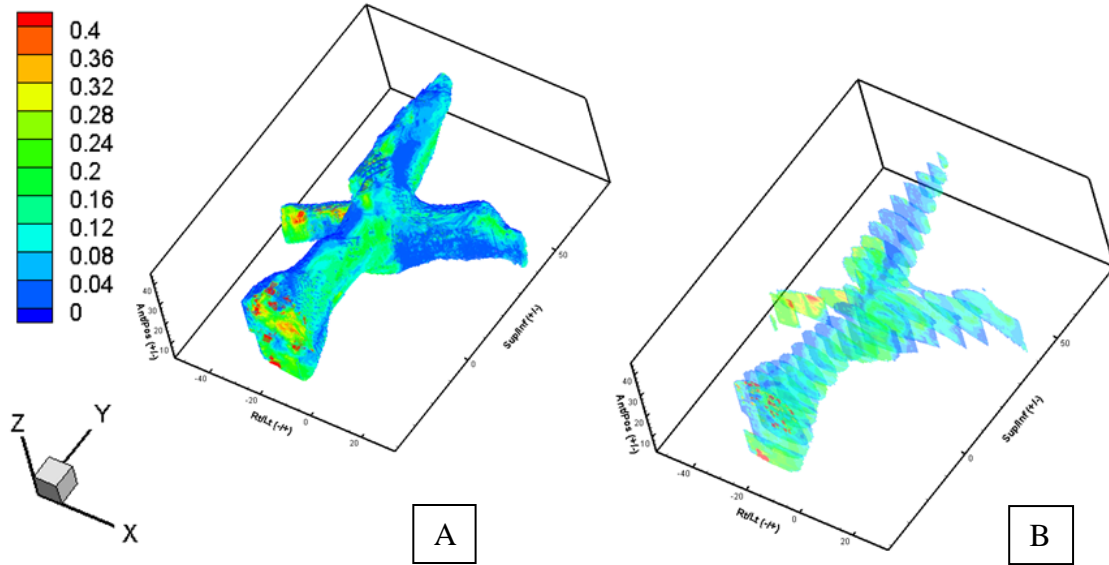 0.4
0.36
0.32
0.28
0.24
0.2
0.16
0.12
0.08
0.04
0
40
30
20
10
Ant/Pos (+/-)
-40
-20
0
20
Rt/Lt (-/+)
0
50
Sup/Inf (+/-)
40
30
20
10
Ant/Pos (+/-)
-40
-20
0
20
Rt/Lt (-/+)
0
50
Sup/Inf (+/-)
Z
Y
X
A
B